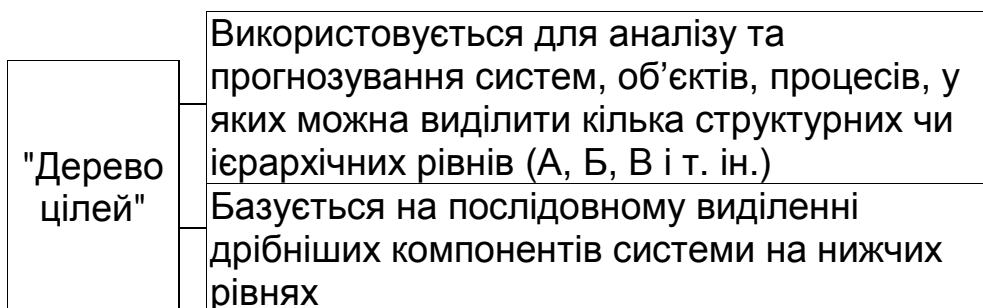 "Дерево
цілей"
Використовується для аналізу та
прогнозування систем, об’єктів, процесів, у
яких можна виділити кілька структурних чи
ієрархічних рівнів (А, Б, В і т. ін.)
Базується на послідовному виділенні
дрібніших компонентів системи на нижчих
рівнях